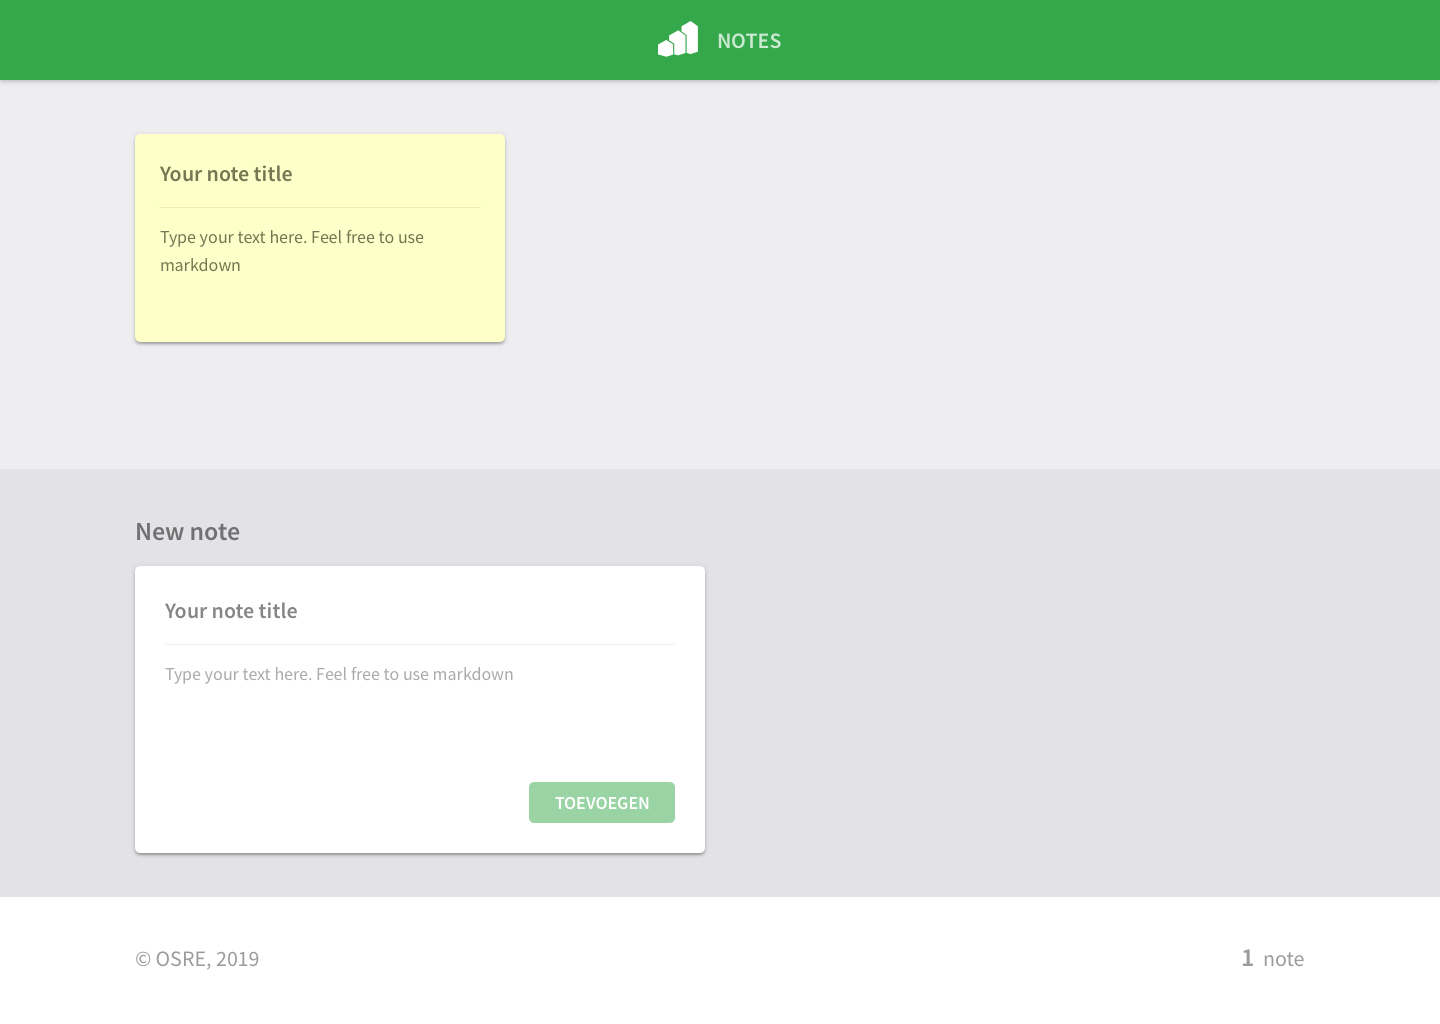 NOTES
Your note title
Type your text here. Feel free to use
markdown
New note
Your note title
Type your text here. Feel free to use markdown
TOEVOEGEN
© OSRE, 2019
1 note